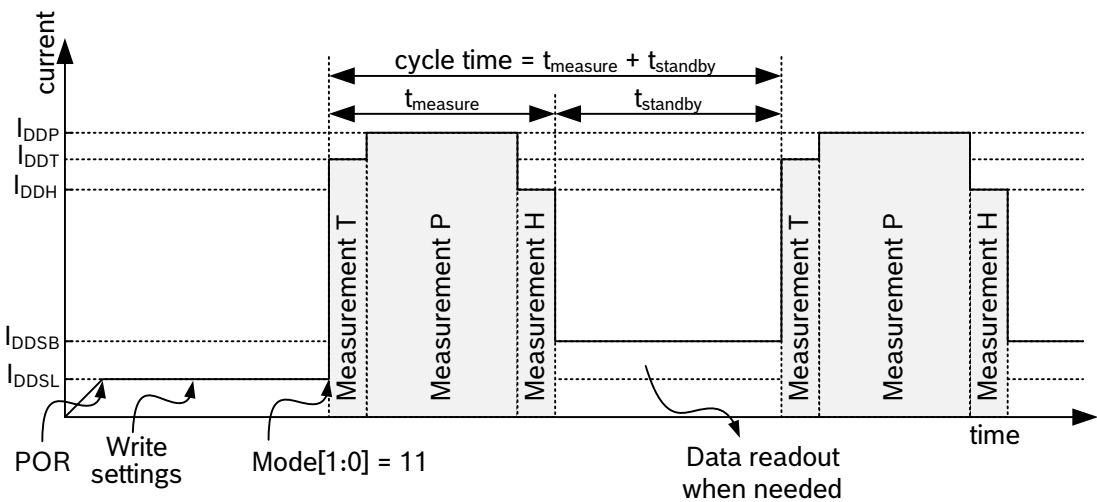 current
cycle time = tmeasure + tstandby
tmeasure
tstandby
IDDP
IDDT
IDDH
IDDSB
IDDSL
Measurement T
Measurement P
Measurement H
Measurement T
Measurement P
Measurement H
time
POR
Write
settings
Mode[1:0] = 11
Data readout
when needed